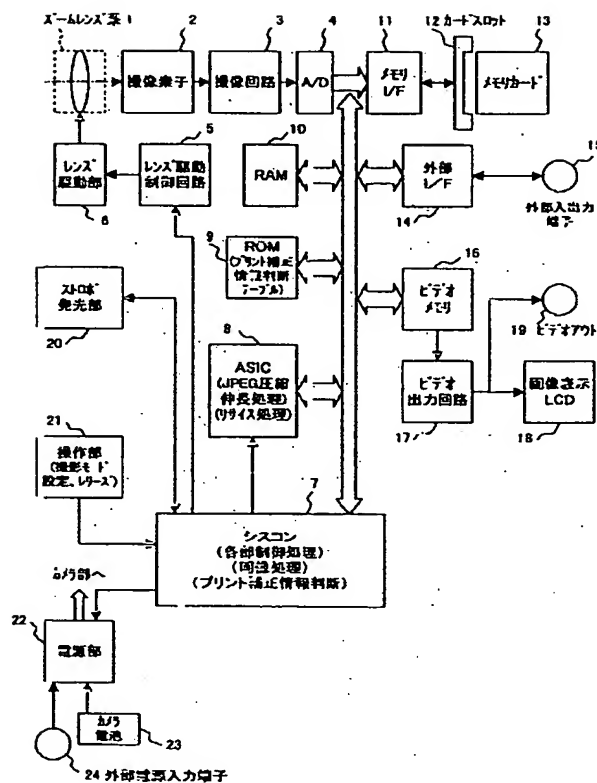 ズームレンズ系 1
2
3
4
11
12 カードスロット
13
撮像素子
撮像回路
A/D
メモリ
I/F
メモリカード
5
10
15
レンズ
駆動部
レンズ駆動
制御回路
RAM
外部
I/F
6
14
外部入出力
端子
9
ROM
(プリント補正
情報判断
テーブル)
16
ストロボ
発光部
ビデオ
メモリ
20
8
19 ビデオアウト
ASIC
(JPEG圧縮
伸長処理)
(リサイズ処理)
ビデオ
出力回路
画像表示
LCD
21
17
18
操作部
(撮影モード
設定、レリーズ)
7
シスコン
(各部制御処理)
(プリント補正情報判断)
カメラ部へ
22
電源部
カメラ
電池
23
24 外部電源入力端子